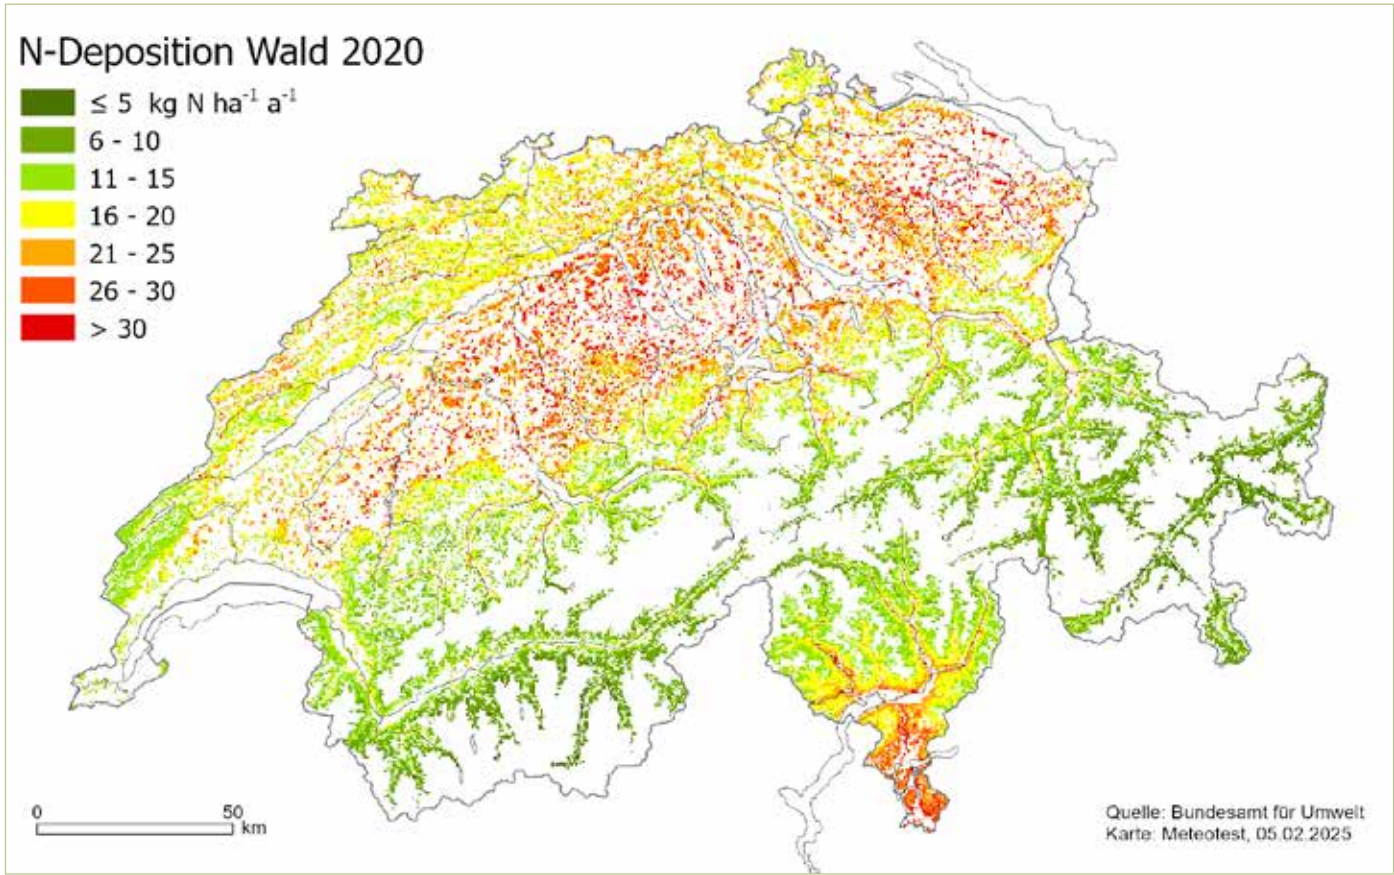 N-Deposition Wald 2020
≤ 5 kg N ha⁻¹ a⁻¹
6 - 10
11 - 15
16 - 20
21 - 25
26 - 30
> 30
0 50
km
Quelle: Bundesamt für Umwelt
Karte: Meteotest, 05.02.2025